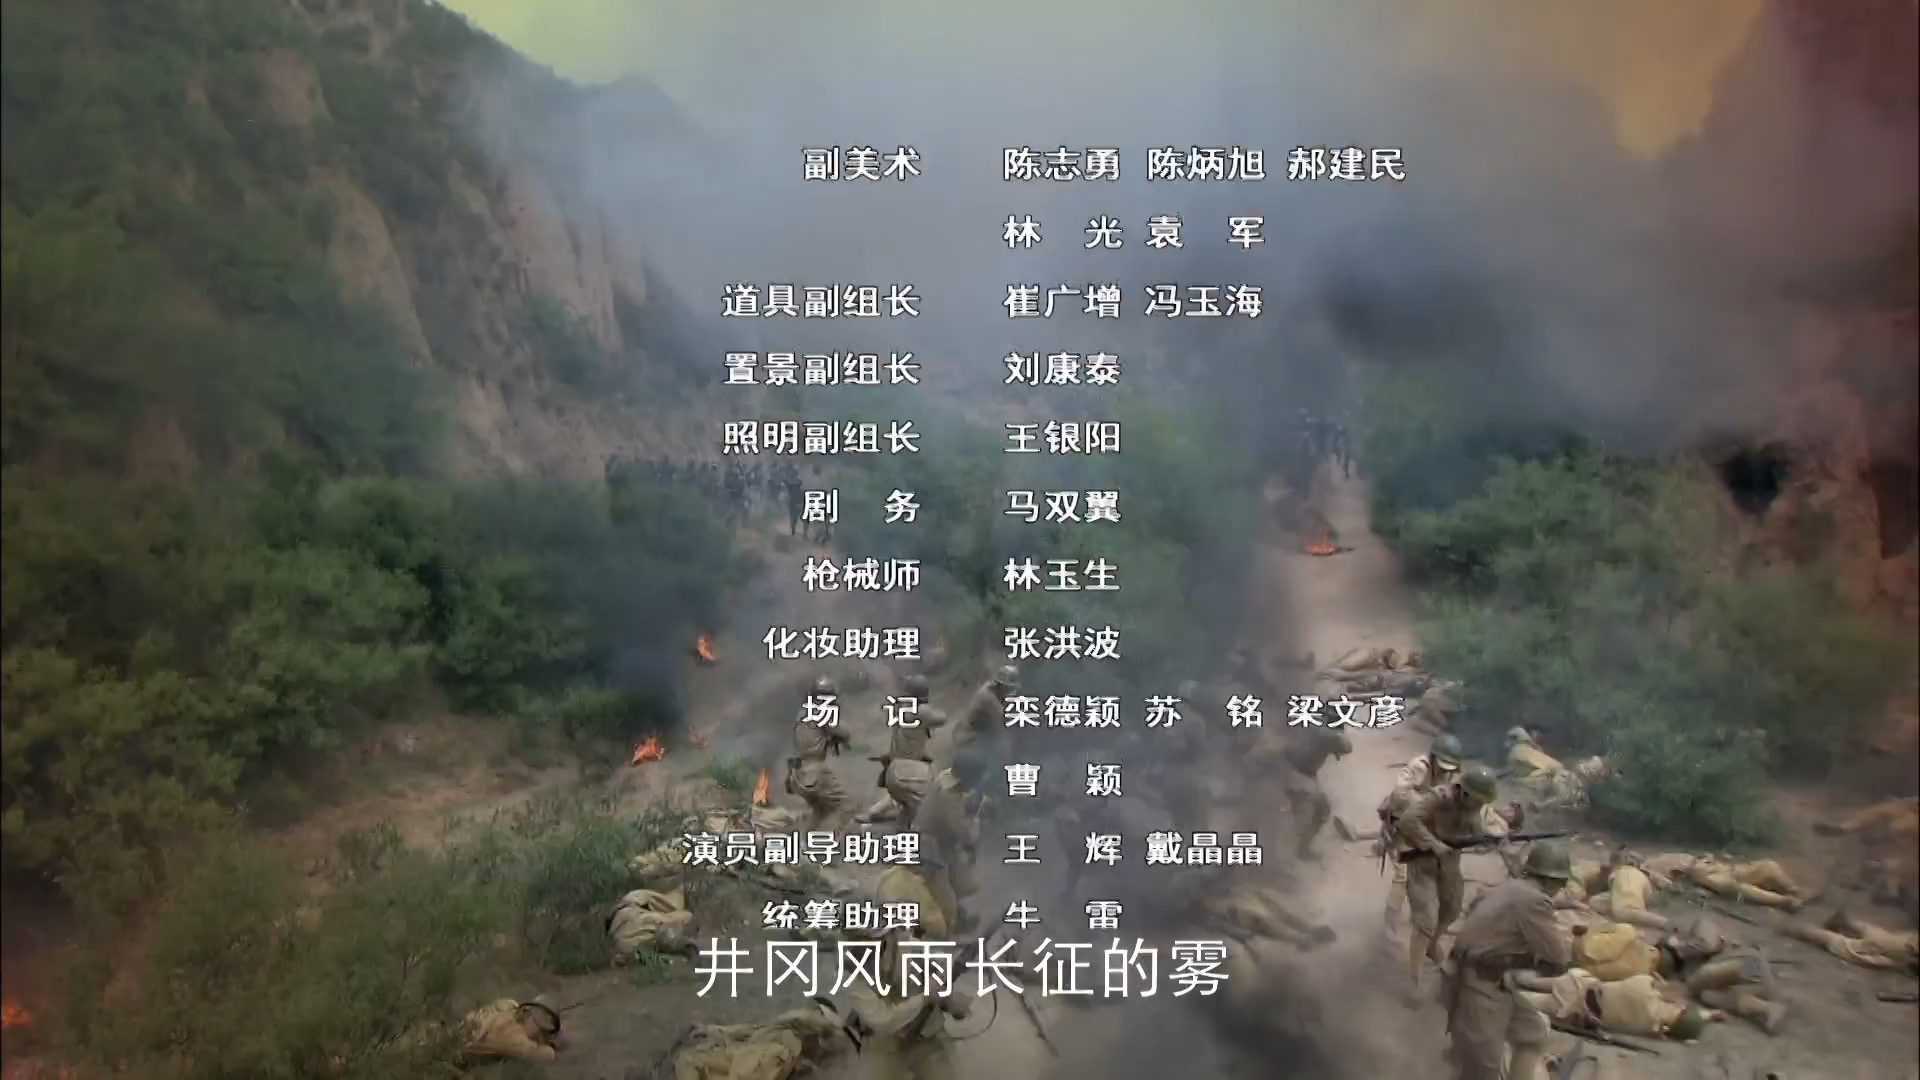 副美术 陈志勇 陈炳旭 郝建民
林 光 袁 军
道具副组长 崔广增 冯玉海
置景副组长 刘康泰
照明副组长 王银阳
剧 务 马双翼
枪械师 林玉生
化妆助理 张洪波
场 记 栾德颖 苏 铭 梁文彦
曹 颖
演员副导助理 王 辉 戴晶晶
统筹助理 牛 雷
井冈风雨长征的雾